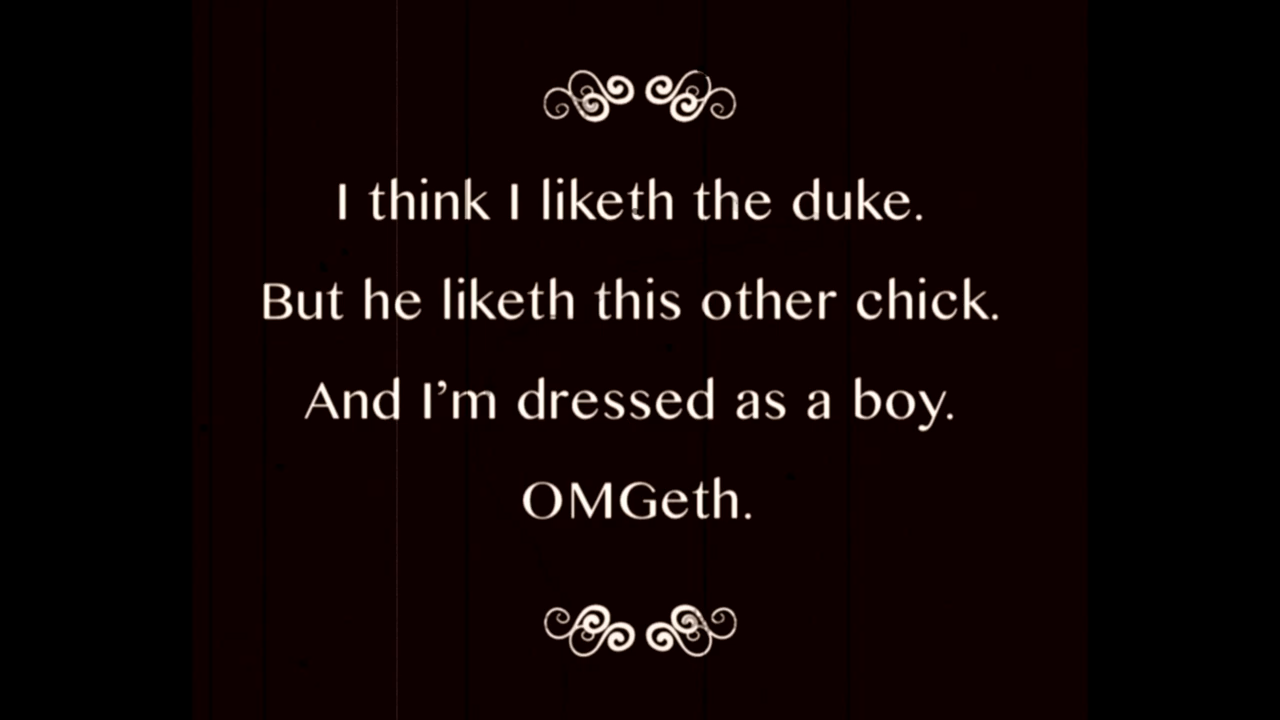 I think I liketh the duke.
But he liketh this other chick.
And I’m dressed as a boy.
OMGeth.